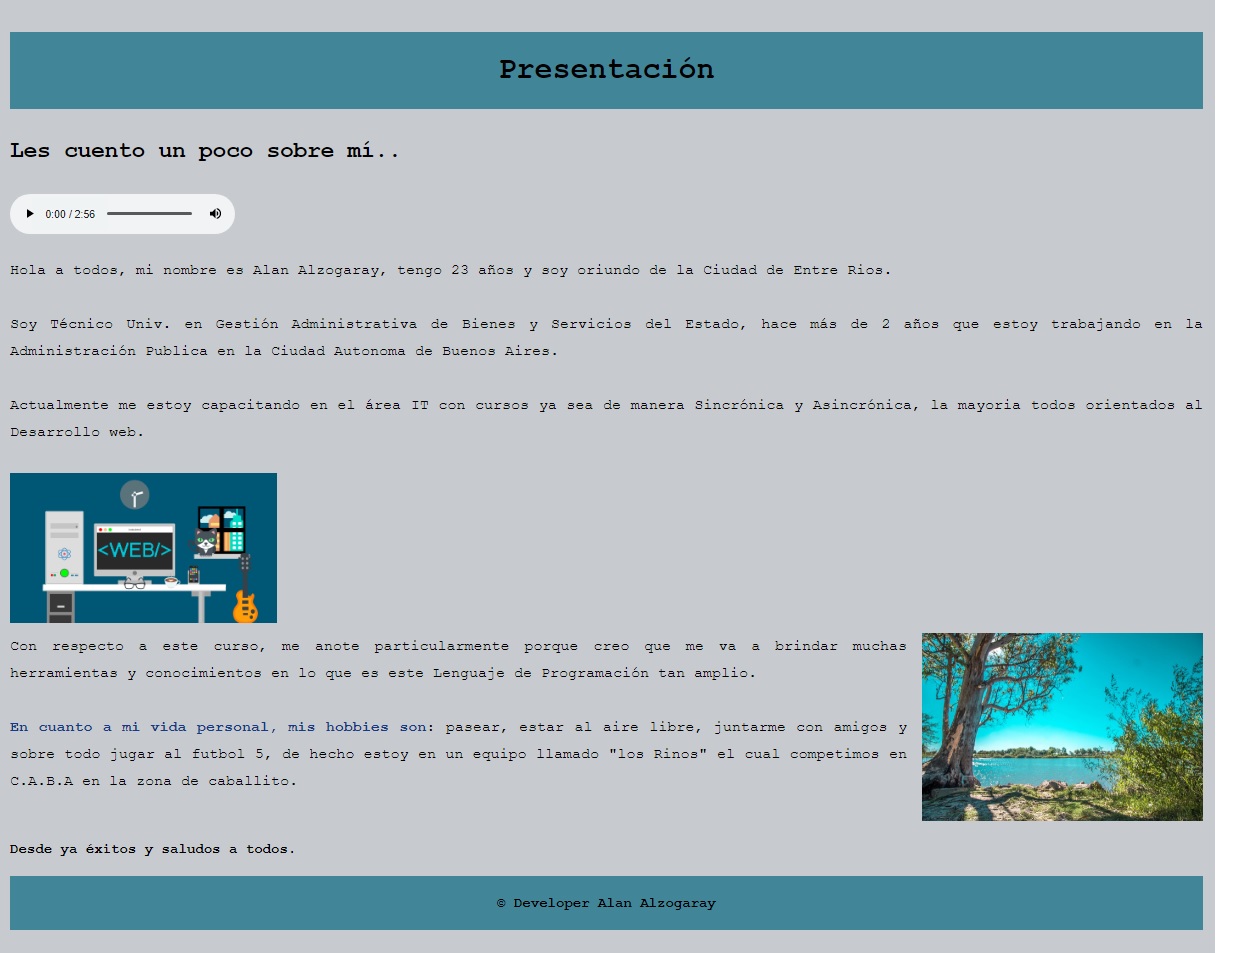 Presentación
Les cuento un poco sobre mí..
0:00 / 2:56
Hola a todos, mi nombre es Alan Alzogaray, tengo 23 años y soy oriundo de la Ciudad de Entre Rios.
Soy Técnico Univ. en Gestión Administrativa de Bienes y Servicios del Estado, hace más de 2 años que estoy trabajando en la
Administración Publica en la Ciudad Autonoma de Buenos Aires.
Actualmente me estoy capacitando en el área IT con cursos ya sea de manera Sincrónica y Asincrónica, la mayoria todos orientados al
Desarrollo web.
<WEB/>
Con respecto a este curso, me anote particularmente porque creo que me va a brindar muchas
herramientas y conocimientos en lo que es este Lenguaje de Programación tan amplio.
En cuanto a mi vida personal, mis hobbies son: pasear, estar al aire libre, juntarme con amigos y
sobre todo jugar al futbol 5, de hecho estoy en un equipo llamado "los Rinos" el cual competimos en
C.A.B.A en la zona de caballito.
Desde ya éxitos y saludos a todos.
© Developer Alan Alzogaray